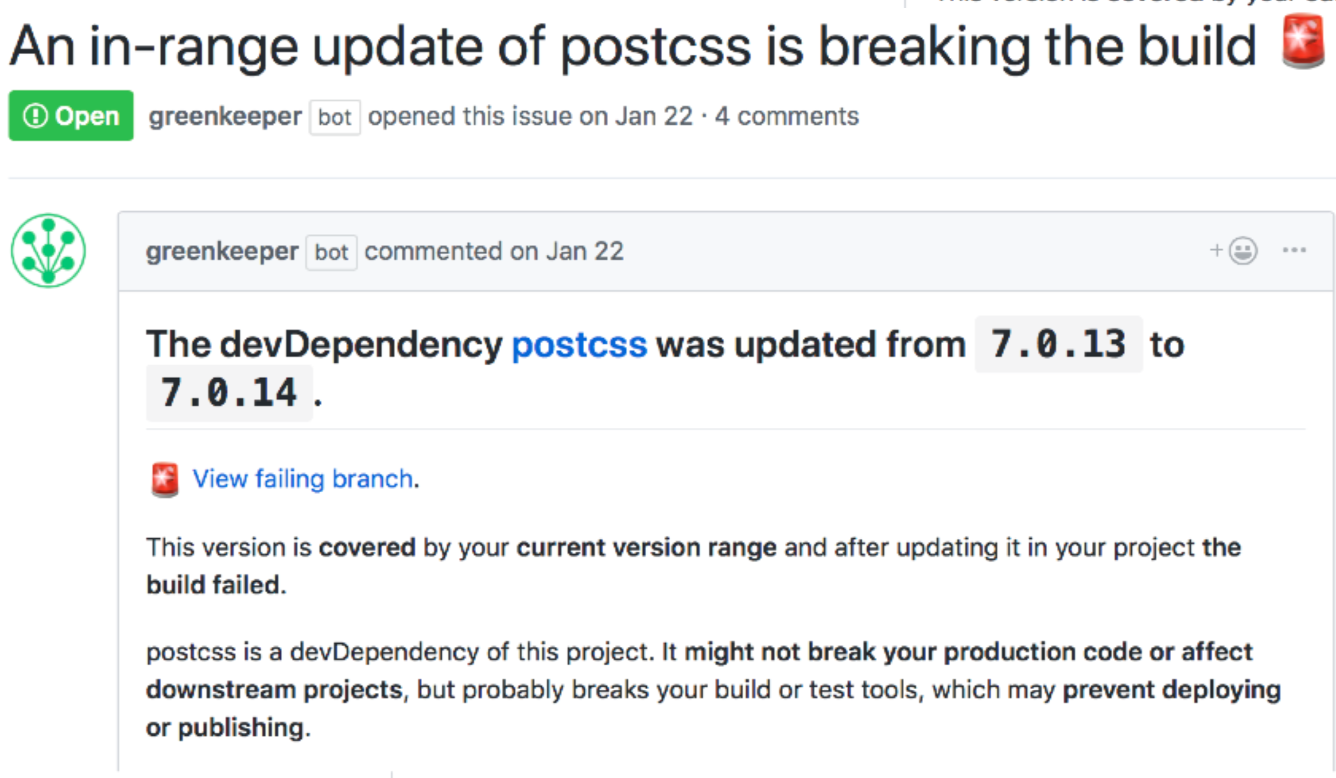 An in-range update of postcss is breaking the build 🚨
Open greenkeeper bot opened this issue on Jan 22 · 4 comments
greenkeeper bot commented on Jan 22
The devDependency postcss was updated from 7.0.13 to
7.0.14 .
🚨 View failing branch.
This version is covered by your current version range and after updating it in your project the
build failed.
postcss is a devDependency of this project. It might not break your production code or affect
downstream projects, but probably breaks your build or test tools, which may prevent deploying
or publishing.